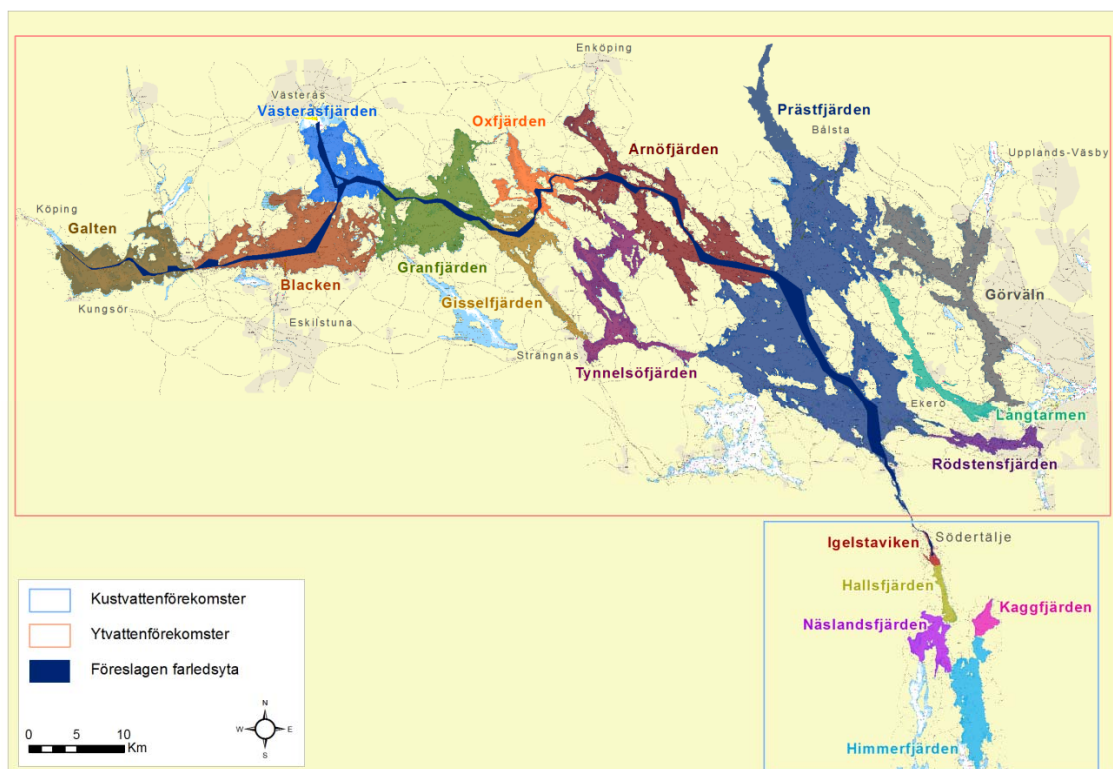 Enköping
Västerås
Västeråsfjärden
Oxfjärden
Prästfjärden
Bålsta
Arnöfjärden
Upplands-Väsby
Köping
Galten
Granfjärden
Blacken
Gisselfjärden
Görväln
Kungsör
Eskilstuna
Strängnäs
Tynnelsöfjärden
Ekerö
Långtarmen
Rödstensfjärden
Igelstaviken
Södertälje
Hallsfjärden
Kaggfjärden
Näslandsfjärden
Himmerfjärden
Kustvattenförekomster
Ytvattenförekomster
Föreslagen farledsyta
N
W E
S
0 5 10
Km